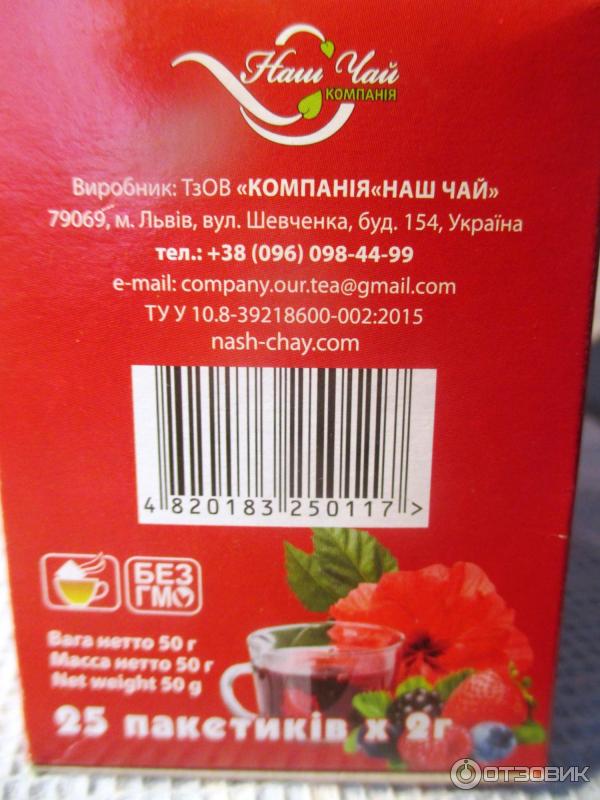 Наш Чай
КОМПАНІЯ
Виробник: ТзОВ «КОМПАНІЯ«НАШ ЧАЙ»
79069, м. Львів, вул. Шевченка, буд. 154, Україна
тел.: +38 (096) 098-44-99
e-mail: company.our.tea@gmail.com
ТУ У 10.8-39218600-002:2015
nash-chay.com
4 820183 250117 >
БЕЗ
ГМО
Вага нетто 50 г
Масса нетто 50 г
Net weight 50 g
25 пакетиків x 2г
ОТЗОВИК